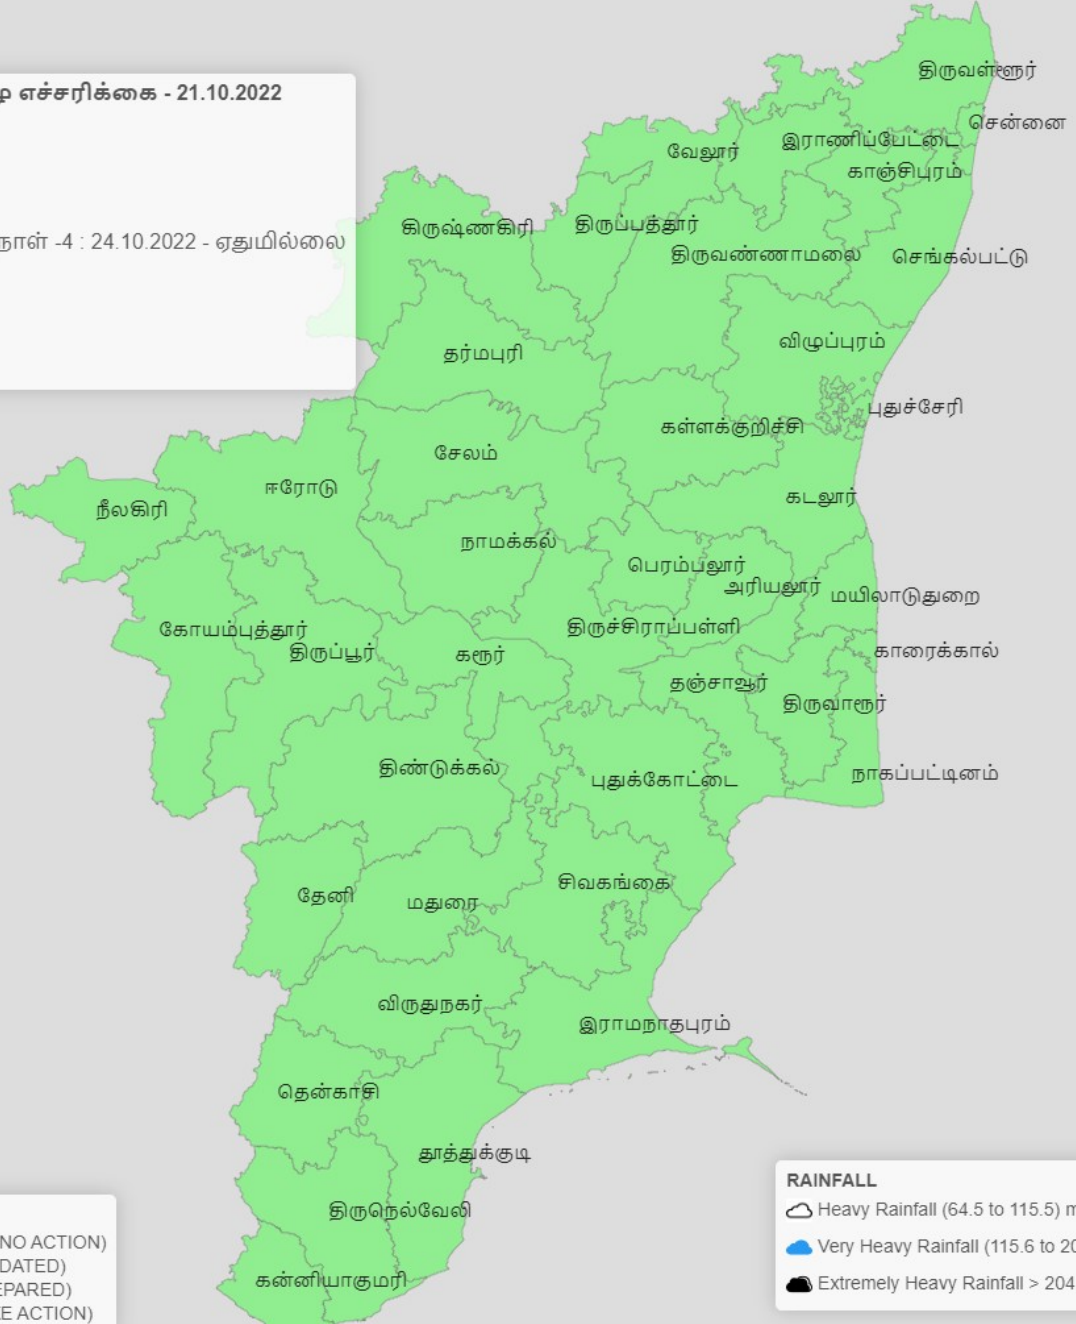 எச்சரிக்கை - 21.10.2022
நாள் -4 : 24.10.2022 - ஏதுமில்லை
திருவள்ளூர்
சென்னை
இராணிப்பேட்டை
வேலூர்
காஞ்சிபுரம்
கிருஷ்ணகிரி
திருப்பத்தூர்
திருவண்ணாமலை
செங்கல்பட்டு
விழுப்புரம்
தர்மபுரி
புதுச்சேரி
கள்ளக்குறிச்சி
சேலம்
ஈரோடு
கடலூர்
நீலகிரி
நாமக்கல்
பெரம்பலூர்
அரியலூர்
மயிலாடுதுறை
கோயம்புத்தூர்
திருச்சிராப்பள்ளி
திருப்பூர்
கரூர்
காரைக்கால்
தஞ்சாவூர்
திருவாரூர்
திண்டுக்கல்
புதுக்கோட்டை
நாகப்பட்டினம்
சிவகங்கை
தேனி
மதுரை
விருதுநகர்
இராமநாதபுரம்
தென்காசி
தூத்துக்குடி
திருநெல்வேலி
கன்னியாகுமரி
RAINFALL
Heavy Rainfall (64.5 to 115.5) m
Very Heavy Rainfall (115.6 to 20
Extremely Heavy Rainfall > 204
NO ACTION)
DATED)
EPARED)
E ACTION)